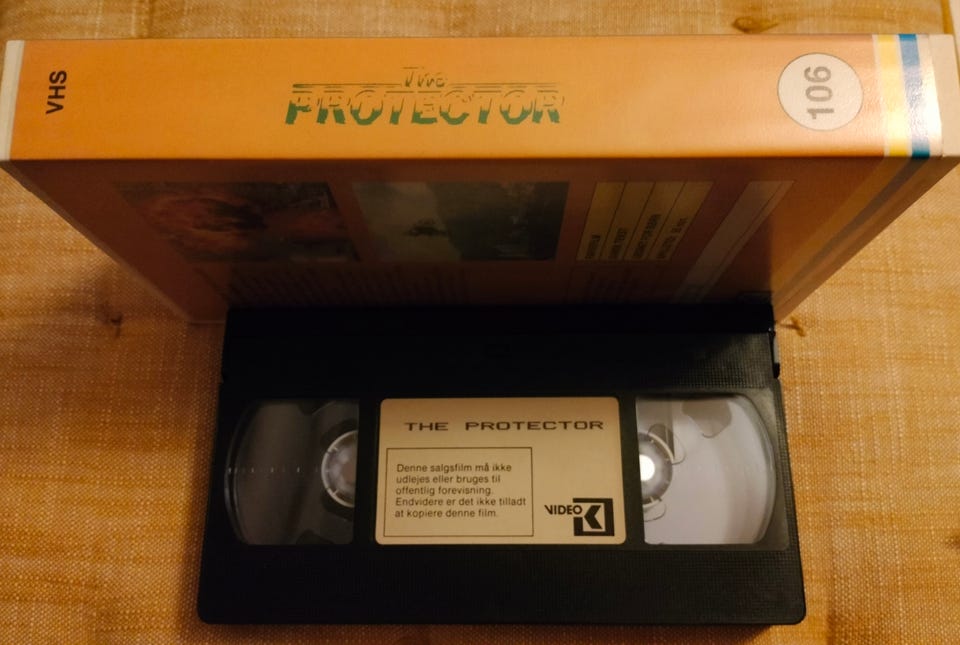 VHS
The
PROTECTOR
106
THE PROTECTOR
Denne salgsfilm må ikke
udlejes eller bruges til
offentlig forevisning.
Endvidere er det ikke tilladt
at kopiere denne film.
VIDEO K